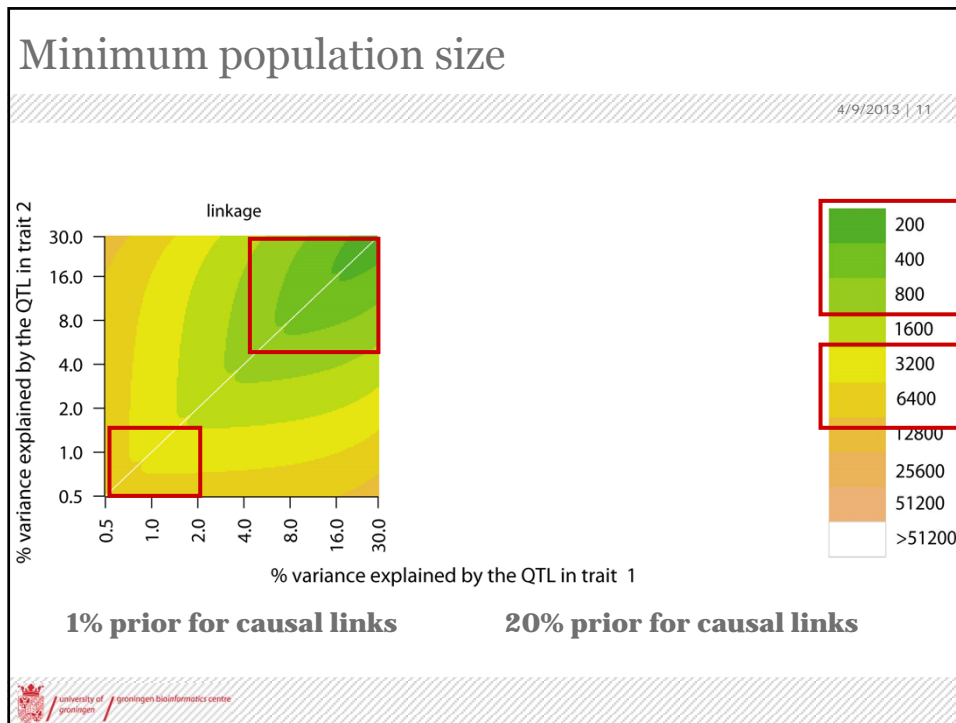 Minimum population size
4/9/2013 | 11
linkage
% variance explained by the QTL in trait 2
30.0
16.0
8.0
4.0
2.0
1.0
0.5
0.5
1.0
2.0
4.0
8.0
16.0
30.0
% variance explained by the QTL in trait 1
200
400
800
1600
3200
6400
12800
25600
51200
>51200
1% prior for causal links
20% prior for causal links
university of
groningen
groningen bioinformatics centre